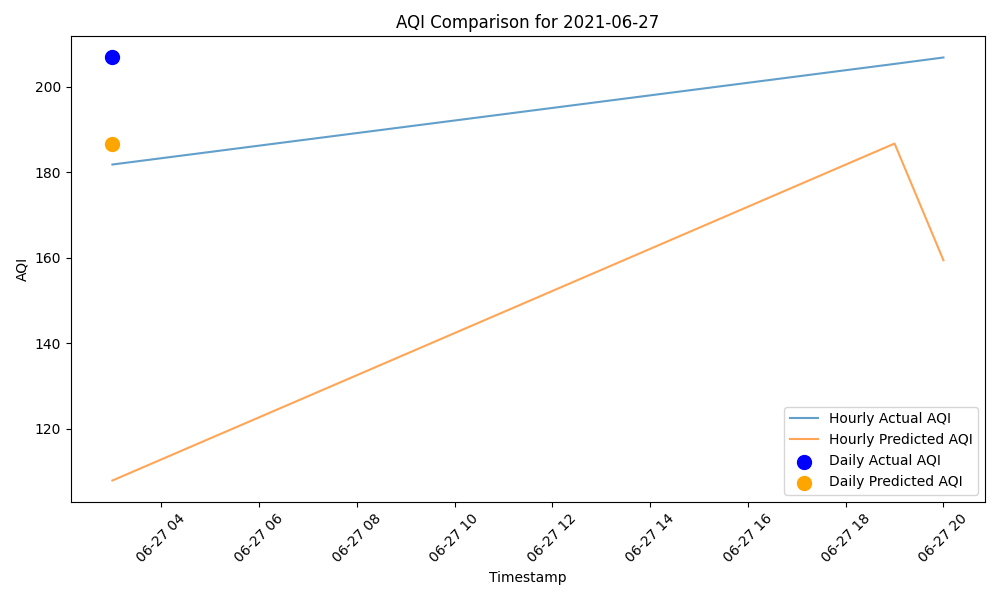 AQI Comparison for 2021-06-27
AQI
200
180
160
140
120
Hourly Actual AQI
Hourly Predicted AQI
Daily Actual AQI
Daily Predicted AQI
06-27 04
06-27 06
06-27 08
06-27 10
06-27 12
06-27 14
06-27 16
06-27 18
06-27 20
Timestamp